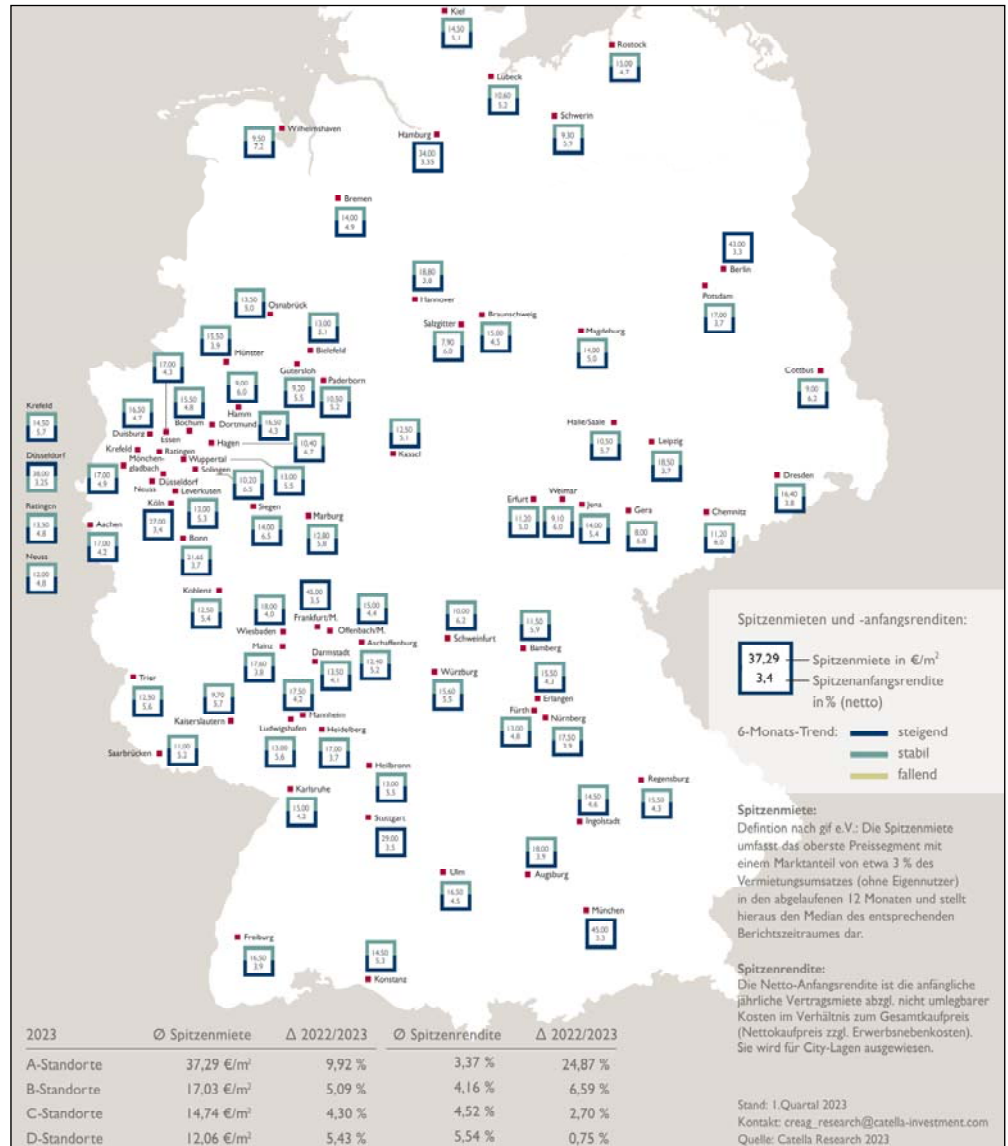 Kiel
14,50
5,1
Rostock
15,00
4,7
Lübeck
10,60
5,2
Schwerin
9,30
5,9
Wilhelmshaven
9,50
7,2
Hamburg
34,00
3,35
Bremen
14,00
4,9
43,00
3,3
Berlin
18,80
3,8
Hannover
Potsdam
17,00
3,7
13,50
5,0
Osnabrück
13,00
5,1
Bielefeld
Salzgitter
7,90
6,0
Braunschweig
15,00
4,5
Magdeburg
14,00
5,0
15,50
3,9
Münster
17,00
4,3
Gütersloh
9,20
5,5
Paderborn
10,50
5,2
Cottbus
9,00
6,2
9,00
6,0
Hamm
15,50
4,8
Bochum
Dortmund
16,50
4,3
Krefeld
14,50
5,7
16,50
4,7
Duisburg
Essen
Hagen
10,40
6,7
12,50
5,1
Kassel
Halle/Saale
10,50
5,7
Leipzig
18,50
3,7
Krefeld
Ratingen
Düsseldorf
38,00
3,25
Mönchen-
gladbach
17,00
4,9
Wuppertal
13,00
5,5
Solingen
10,20
6,5
Düsseldorf
Neuss
Leverkusen
13,00
5,3
Dresden
16,40
3,8
Ratingen
13,50
4,8
Köln
27,00
3,4
Siegen
14,00
6,5
Marburg
12,80
5,8
Erfurt
11,20
5,0
Weimar
9,10
6,0
Jena
14,00
5,4
Gera
8,00
6,8
Chemnitz
11,20
6,0
Aachen
17,00
4,2
Neuss
12,00
4,8
Bonn
21,65
3,7
Koblenz
12,50
5,4
18,00
4,0
Wiesbaden
45,00
3,5
Frankfurt/M.
15,00
4,4
Offenbach/M.
10,00
6,2
Schweinfurt
11,50
5,9
Bamberg
Mainz
17,60
3,8
Darmstadt
13,50
4,1
Aschaffenburg
12,40
5,2
Würzburg
15,60
5,5
15,50
4,3
Erlangen
Trier
12,50
5,6
9,70
5,7
Kaiserslautern
17,50
4,2
Mannheim
Ludwigshafen
13,00
5,6
Heidelberg
17,00
3,7
Fürth
13,00
4,8
Nürnberg
17,50
3,9
Saarbrücken
11,00
5,2
Heilbronn
13,00
5,5
Karlsruhe
15,00
4,2
Regensburg
15,50
4,3
14,50
4,6
Ingolstadt
Stuttgart
29,00
3,5
18,00
3,9
Augsburg
Ulm
16,50
4,5
München
45,00
3,3
Freiburg
16,50
3,9
14,50
5,3
Konstanz
Spitzenmieten und -anfangsrenditen:
37,29 Spitzenmiete in €/m²
3,4 Spitzenanfangsrendite
in % (netto)
6-Monats-Trend: steigend
stabil
fallend
Spitzenmiete:
Defintion nach gif e.V.: Die Spitzenmiete
umfasst das oberste Preissegment mit
einem Marktanteil von etwa 3 % des
Vermietungsumsatzes (ohne Eigennutzer)
in den abgelaufenen 12 Monaten und stellt
hieraus den Median des entsprechenden
Berichtszeitraumes dar.
Spitzenrendite:
Die Netto-Anfangsrendite ist die anfängliche
jährliche Vertragsmiete abzgl. nicht umlegbarer
Kosten im Verhältnis zum Gesamtkaufpreis
(Nettokaufpreis zzgl. Erwerbsnebenkosten).
Sie wird für City-Lagen ausgewiesen.
2023 Ø Spitzenmiete Δ 2022/2023 Ø Spitzenrendite Δ 2022/2023
A-Standorte 37,29 €/m² 9,92 % 3,37 % 24,87 %
B-Standorte 17,03 €/m² 5,09 % 4,16 % 6,59 %
C-Standorte 14,74 €/m² 4,30 % 4,52 % 2,70 %
D-Standorte 12,06 €/m² 5,43 % 5,54 % 0,75 %
Stand: 1.Quartal 2023
Kontakt: creag_research@catella-investment.com
Quelle: Catella Research 2023